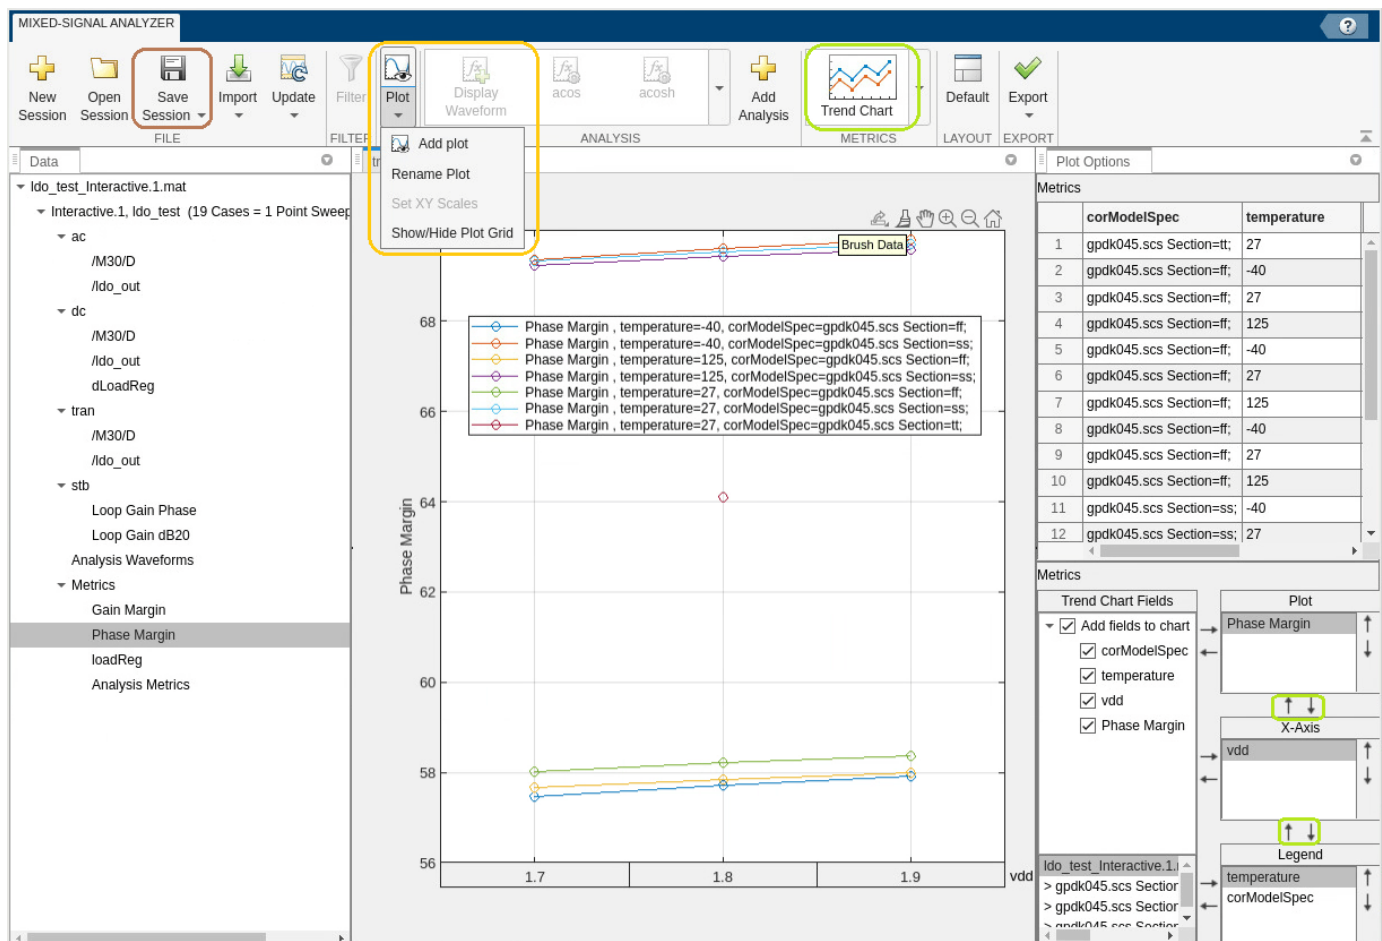 MIXED-SIGNAL ANALYZER
?
New Session
Open Session
Save Session
Import
Update
Filter
Plot
Display Waveform
acos
acosh
Add Analysis
Trend Chart
Default
Export
FILE
FILTER
ANALYSIS
METRICS
LAYOUT
EXPORT
Add plot
Rename Plot
Set XY Scales
Show/Hide Plot Grid
Data
ldo_test_Interactive.1.mat
Interactive.1, ldo_test (19 Cases = 1 Point Sweep
ac
/M30/D
/ldo_out
dc
/M30/D
/ldo_out
dLoadReg
tran
/M30/D
/ldo_out
stb
Loop Gain Phase
Loop Gain dB20
Analysis Waveforms
Metrics
Gain Margin
Phase Margin
loadReg
Analysis Metrics
Brush Data
Phase Margin , temperature=-40, corModelSpec=gpdk045.scs Section=ff;
Phase Margin , temperature=-40, corModelSpec=gpdk045.scs Section=ss;
Phase Margin , temperature=125, corModelSpec=gpdk045.scs Section=ff;
Phase Margin , temperature=125, corModelSpec=gpdk045.scs Section=ss;
Phase Margin , temperature=27, corModelSpec=gpdk045.scs Section=ff;
Phase Margin , temperature=27, corModelSpec=gpdk045.scs Section=ss;
Phase Margin , temperature=27, corModelSpec=gpdk045.scs Section=tt;
Phase Margin
68
66
64
62
60
58
56
1.7 1.8 1.9 vdd
Plot Options
Metrics
corModelSpec temperature
1 gpdk045.scs Section=tt; 27
2 gpdk045.scs Section=ff; -40
3 gpdk045.scs Section=ff; 27
4 gpdk045.scs Section=ff; 125
5 gpdk045.scs Section=ff; -40
6 gpdk045.scs Section=ff; 27
7 gpdk045.scs Section=ff; 125
8 gpdk045.scs Section=ff; -40
9 gpdk045.scs Section=ff; 27
10 gpdk045.scs Section=ff; 125
11 gpdk045.scs Section=ss; -40
12 gpdk045.scs Section=ss; 27
Metrics
Trend Chart Fields
Add fields to chart
corModelSpec
temperature
vdd
Phase Margin
ldo_test_Interactive.1.
> gpdk045.scs Section
> gpdk045.scs Section
> gpdk045.scs Section
Plot
Phase Margin
X-Axis
vdd
Legend
temperature
corModelSpec